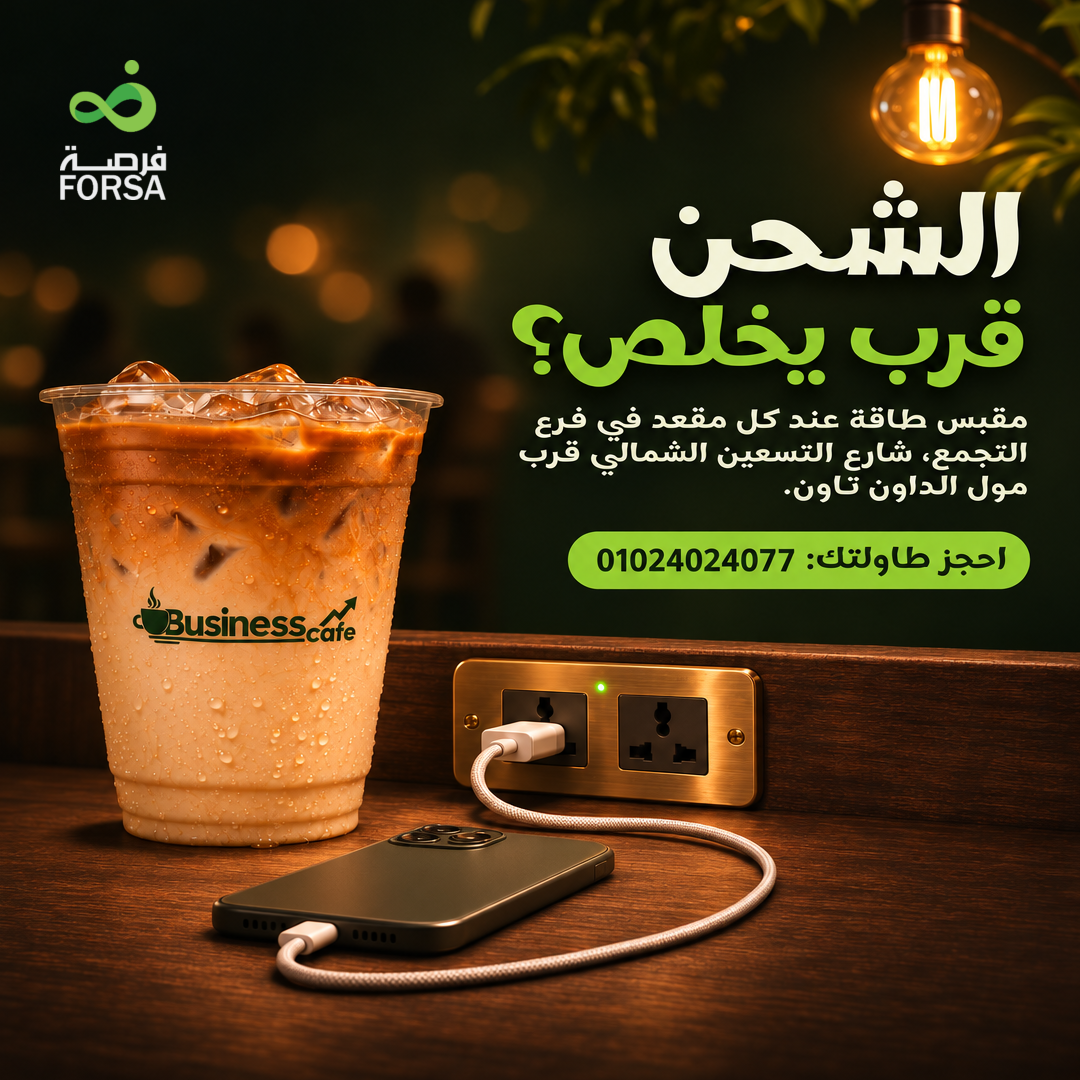 فرصة
FORSA
الشحن
قرب يخلص؟
مقبس طاقة عند كل مقعد في فرع
التجمع، شارع التسعين الشمالي قرب
مول الداون تاون.
احجز طاولتك: 01024024077
Business cafe